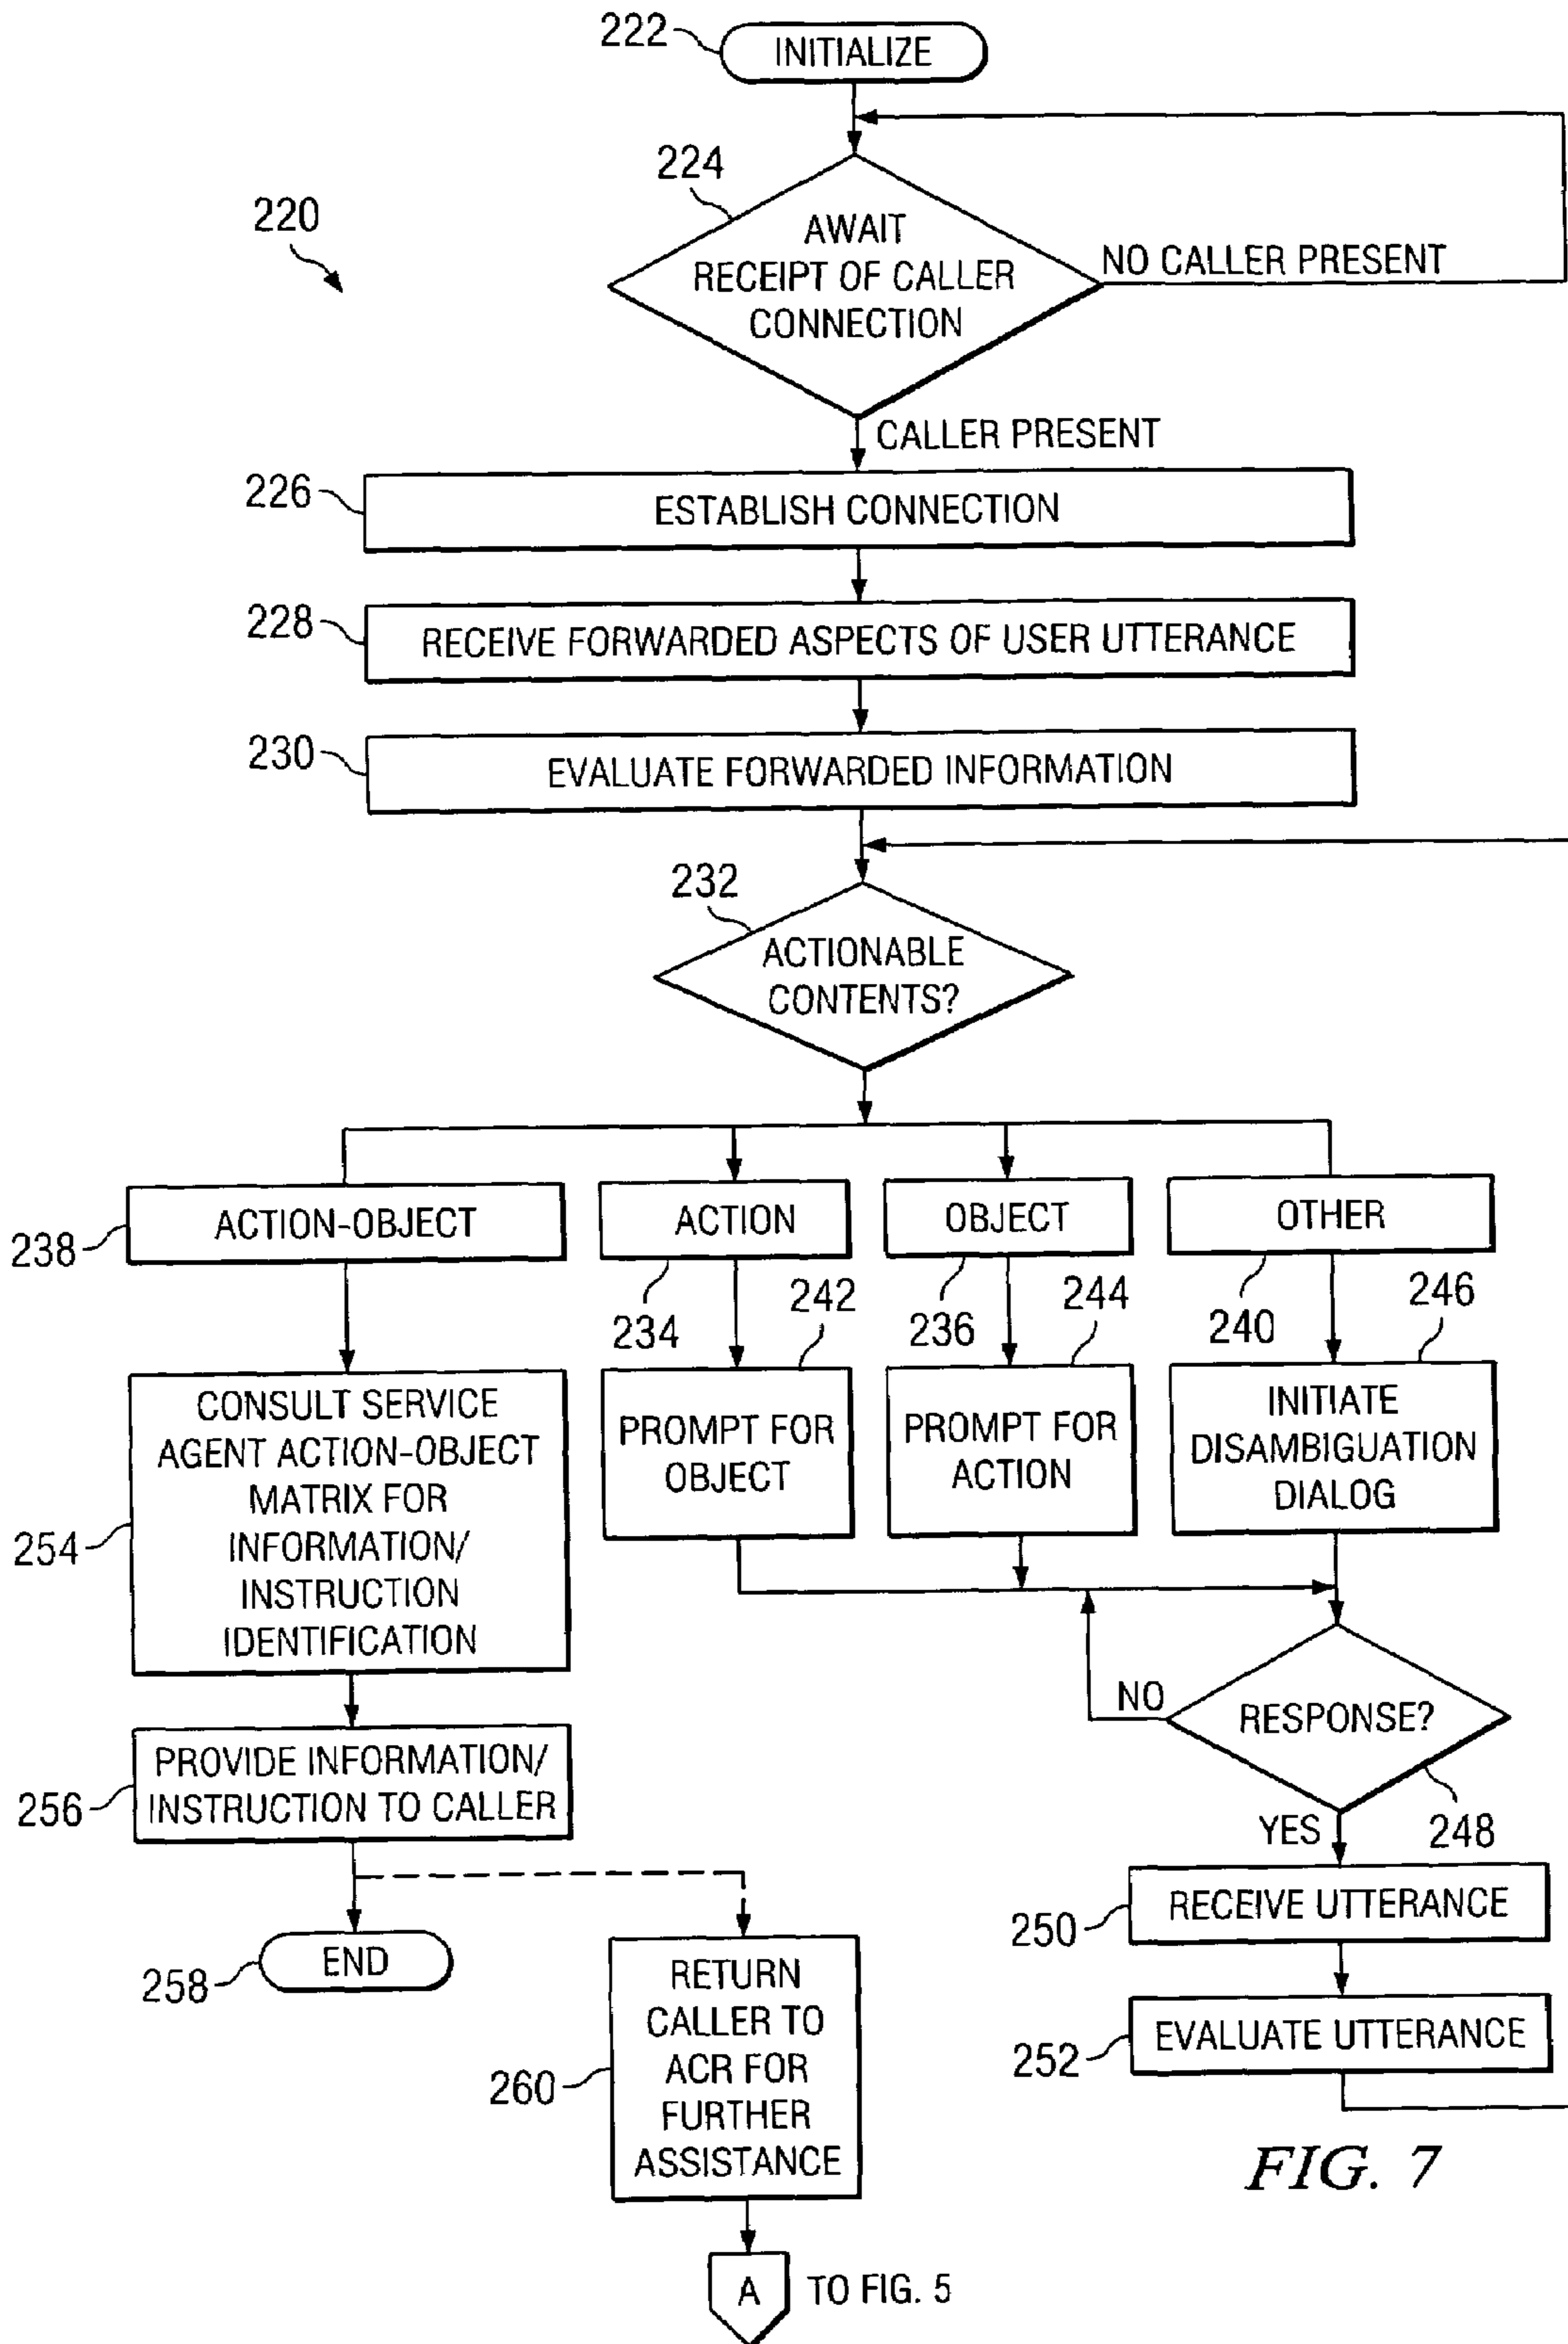 222
INITIALIZE
224
220
AWAIT
RECEIPT OF CALLER
CONNECTION
NO CALLER PRESENT
CALLER PRESENT
226
ESTABLISH CONNECTION
228
RECEIVE FORWARDED ASPECTS OF USER UTTERANCE
230
EVALUATE FORWARDED INFORMATION
232
ACTIONABLE
CONTENTS?
238
ACTION-OBJECT
ACTION
OBJECT
OTHER
234
242
236
244
240
246
254
CONSULT SERVICE
AGENT ACTION-OBJECT
MATRIX FOR
INFORMATION/
INSTRUCTION
IDENTIFICATION
PROMPT FOR
OBJECT
PROMPT FOR
ACTION
INITIATE
DISAMBIGUATION
DIALOG
NO
RESPONSE?
248
YES
256
PROVIDE INFORMATION/
INSTRUCTION TO CALLER
250
RECEIVE UTTERANCE
258
END
252
EVALUATE UTTERANCE
260
RETURN
CALLER TO
ACR FOR
FURTHER
ASSISTANCE
FIG. 7
A
TO FIG. 5